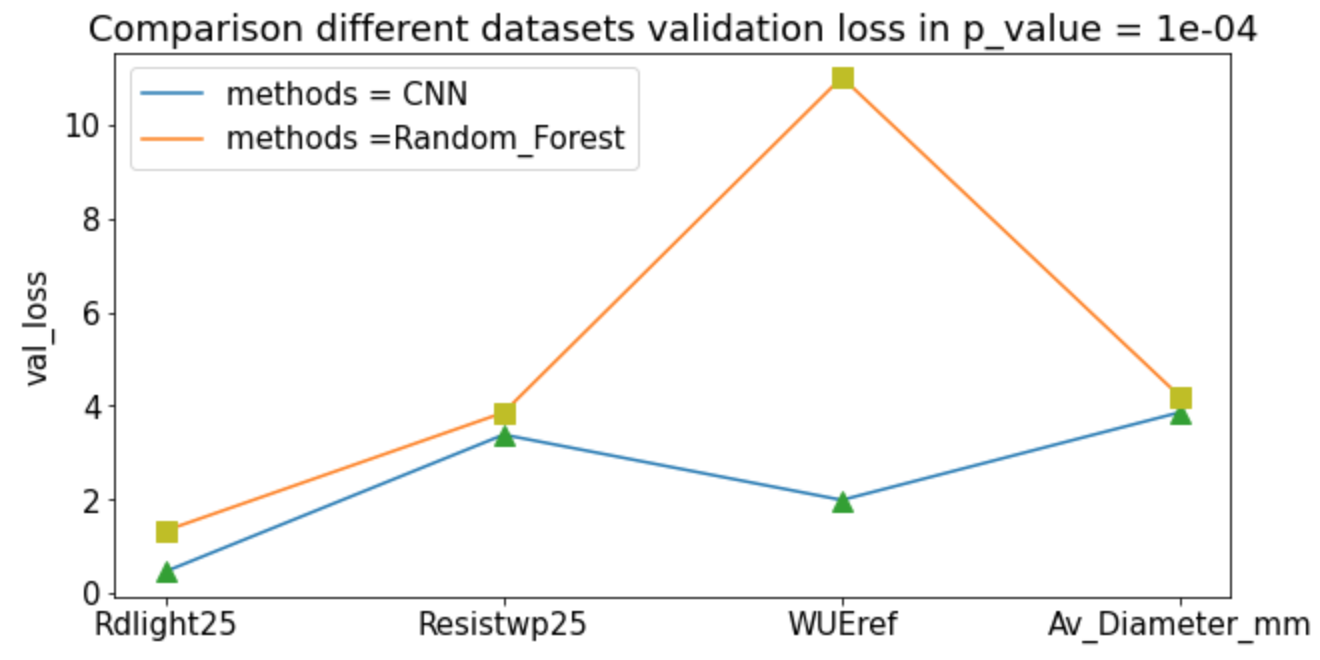 Comparison different datasets validation loss in p_value = 1e-04
methods = CNN
methods =Random_Forest
10
8
6
4
2
0
val_loss
Rdlight25
Resistwp25
WUEref
Av_Diameter_mm